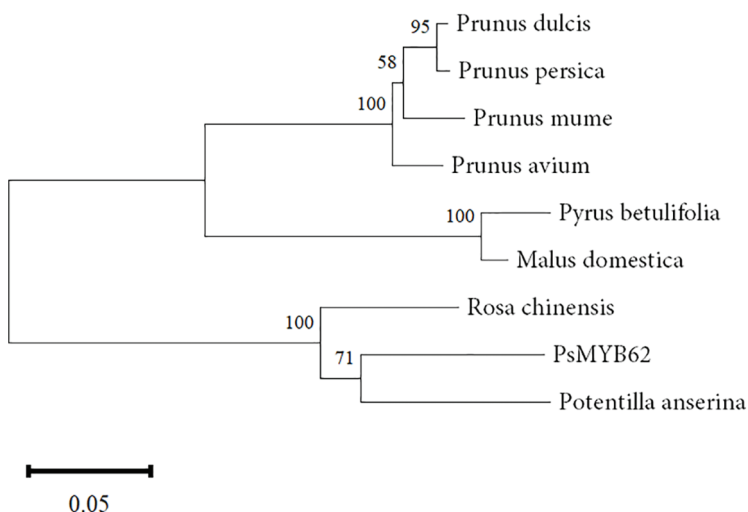 95
Prunus dulcis
58
Prunus persica
100
Prunus mume
Prunus avium
100
Pyrus betulifolia
Malus domestica
Rosa chinensis
100
PsMYB62
71
Potentilla anserina
0.05